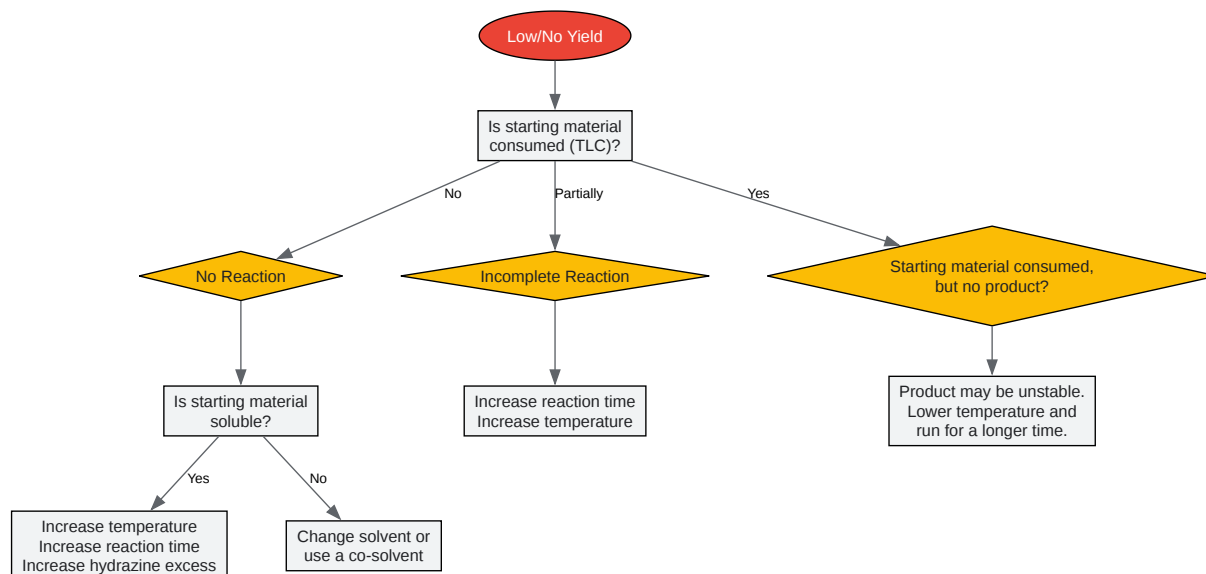 Low/No Yield
Is starting material
consumed (TLC)?
No
Partially
Yes
No Reaction
Incomplete Reaction
Starting material consumed,
but no product?
Is starting material
soluble?
Increase reaction time
Increase temperature
Product may be unstable.
Lower temperature and
run for a longer time.
Yes
No
Increase temperature
Increase reaction time
Increase hydrazine excess
Change solvent or
use a co-solvent